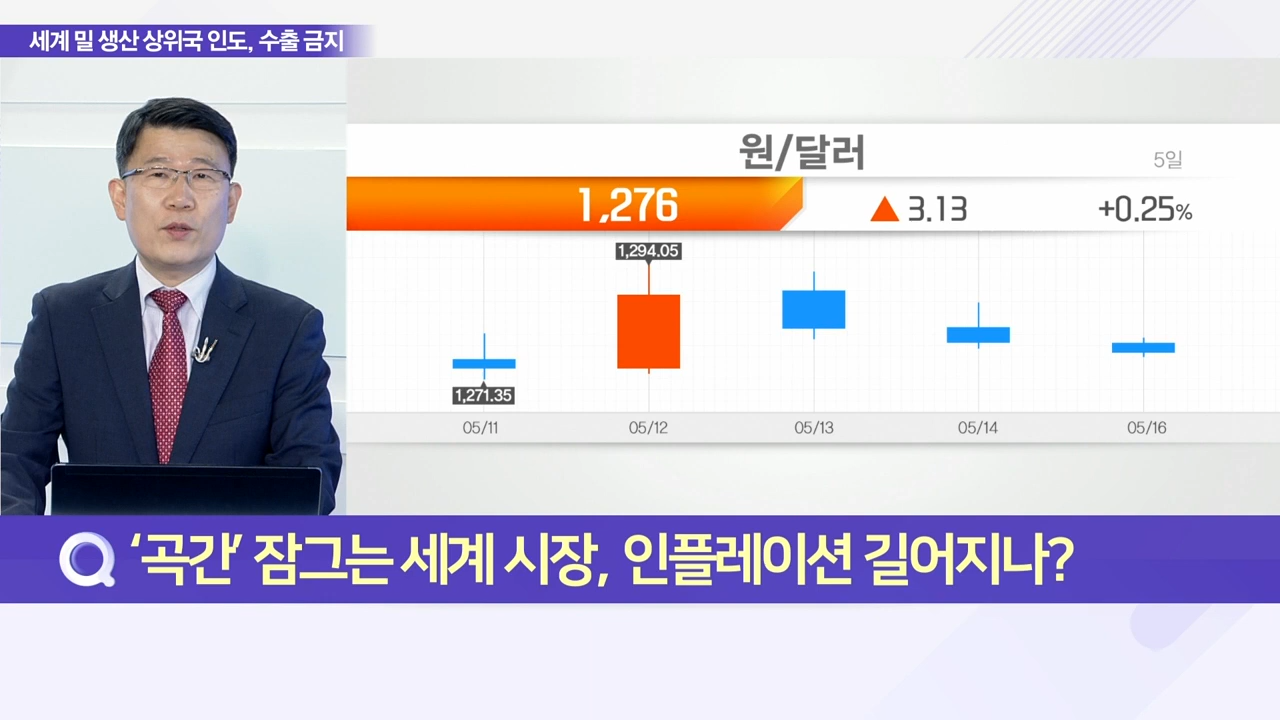 세계 밀 생산 상위국 인도, 수출 금지
원/달러
5일
1,276 ▲ 3.13 +0.25%
1,294.05
1,271.35
05/11 05/12 05/13 05/14 05/16
‘곡간’ 잠그는 세계 시장, 인플레이션 길어지나?